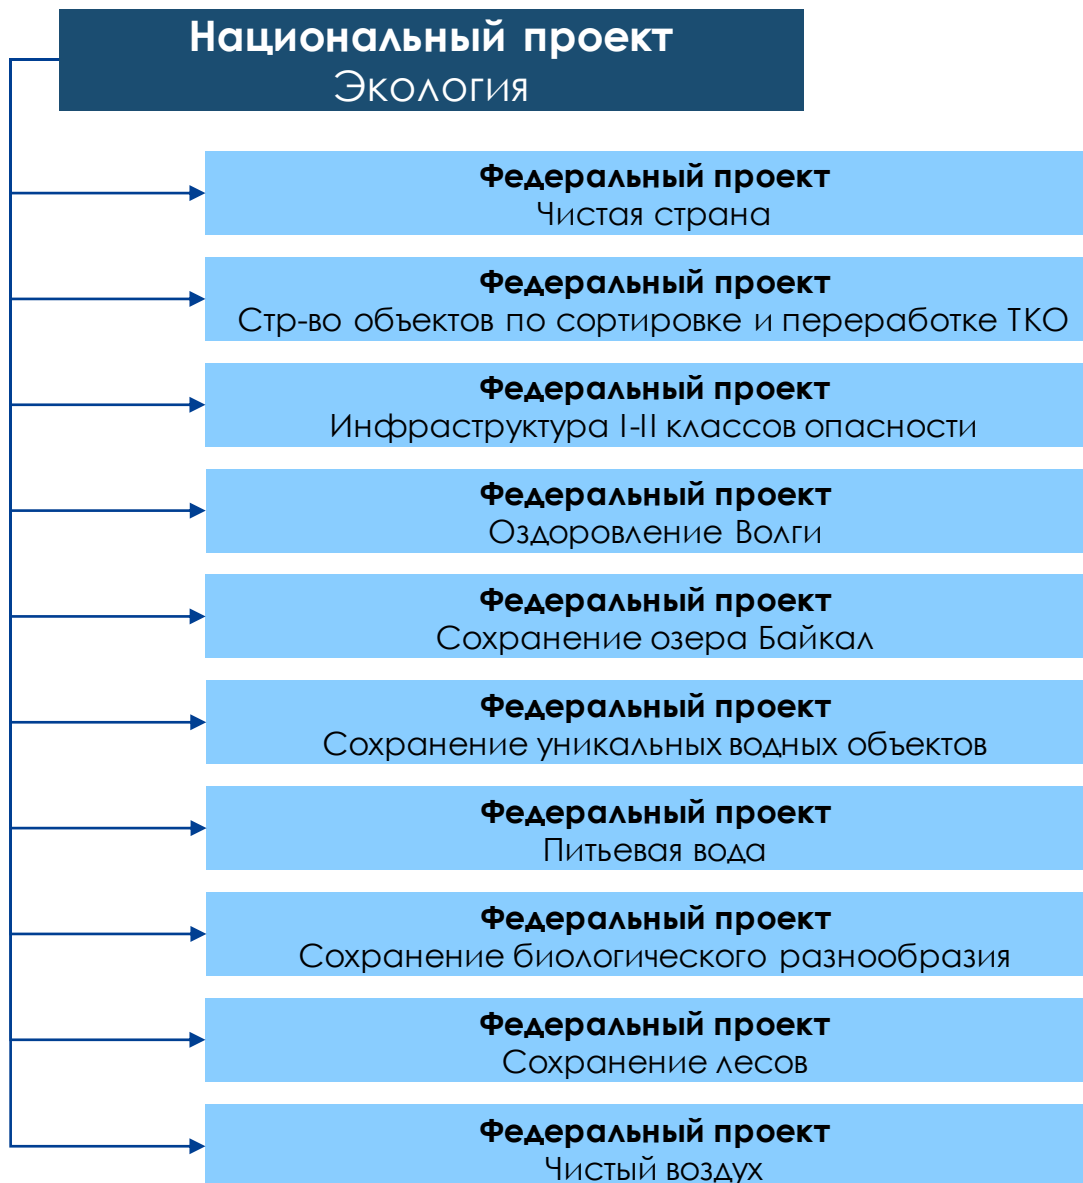 Национальный проект
Экология
Федеральный проект
Чистая страна
Федеральный проект
Стр-во объектов по сортировке и переработке ТКО
Федеральный проект
Инфраструктура I-II классов опасности
Федеральный проект
Оздоровление Волги
Федеральный проект
Сохранение озера Байкал
Федеральный проект
Сохранение уникальных водных объектов
Федеральный проект
Питьевая вода
Федеральный проект
Сохранение биологического разнообразия
Федеральный проект
Сохранение лесов
Федеральный проект
Чистый воздух